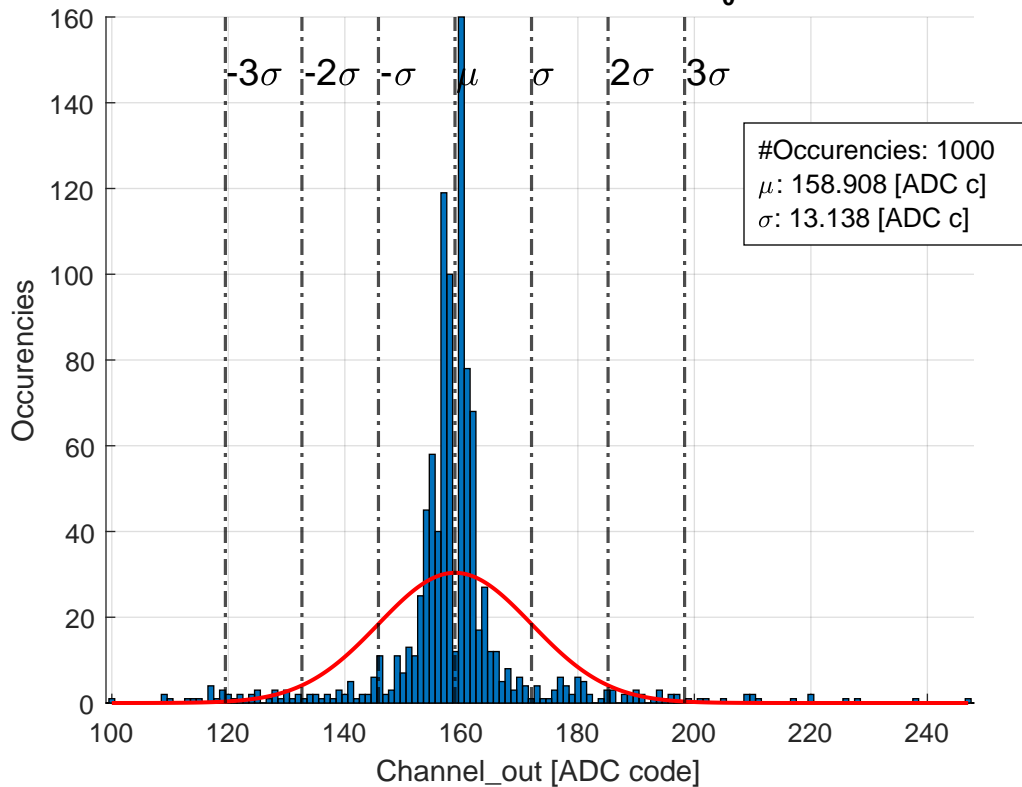 0
160
140
120
100
80
60
40
20
0
-3σ -2σ -σ μ σ 2σ 3σ
#Occurencies: 1000
μ: 158.908 [ADC c]
σ: 13.138 [ADC c]
Occurencies
100 120 140 160 180 200 220 240
Channel_out [ADC code]